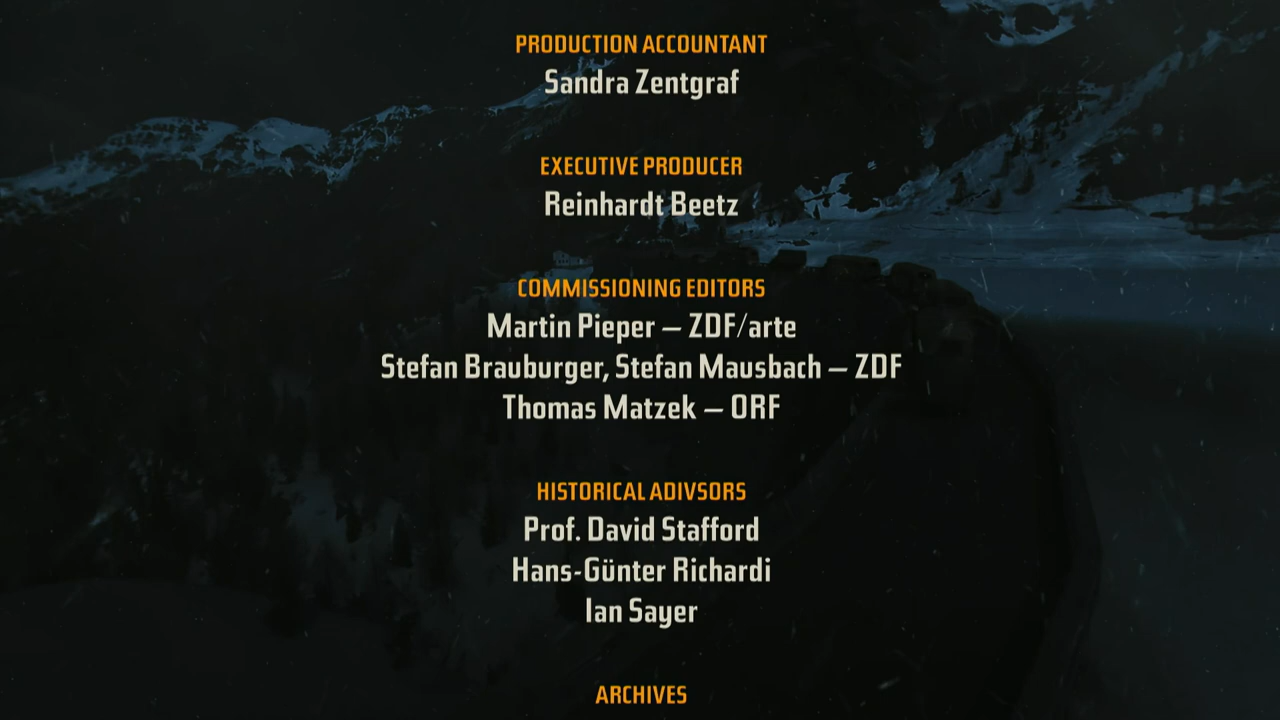 PRODUCTION ACCOUNTANT
Sandra Zentgraf
EXECUTIVE PRODUCER
Reinhardt Beetz
COMMISSIONING EDITORS
Martin Pieper – ZDF/arte
Stefan Brauburger, Stefan Mausbach – ZDF
Thomas Matzek – ORF
HISTORICAL ADIVSORS
Prof. David Stafford
Hans-Günter Richardi
Ian Sayer
ARCHIVES